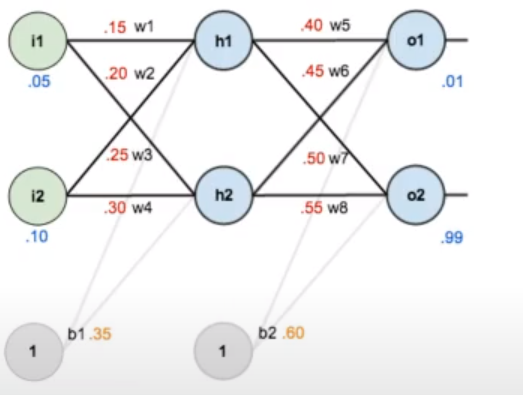 .15 w1
.40 w5
i1
h1
o1
.05
.20 w2
.45 w6
.01
.25 w3
.50 w7
i2
h2
o2
.30 w4
.55 w8
.10
.99
b1 .35
b2 .60
1
1